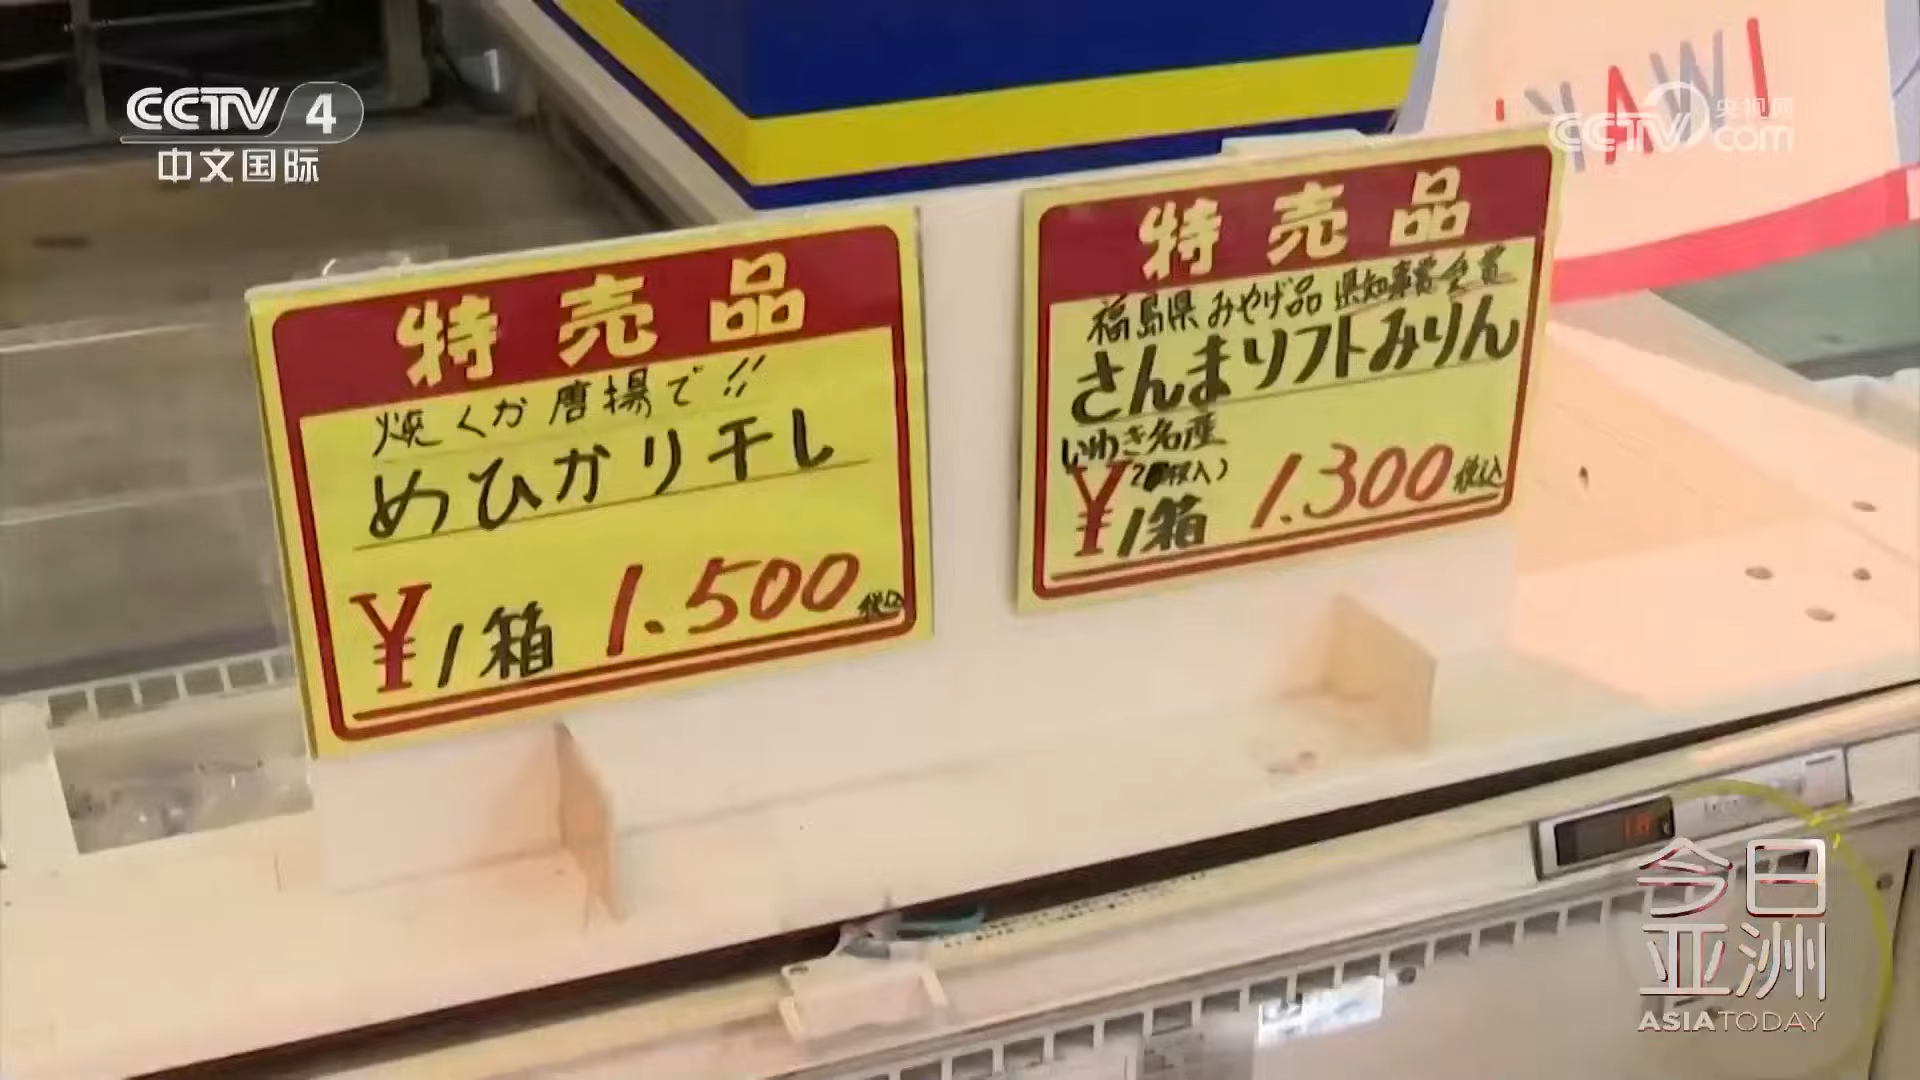 CCTV 4
中文国际
央视网
CCTV.com
特売品
焼くか唐揚で!!
めひかり干し
¥1箱 1.500 税込
特売品
福島県みやげ品 県知事賞受賞
さんまソフトみりん
いわき名産
¥1箱 1.300 税込
今日
亚洲
ASIA TODAY